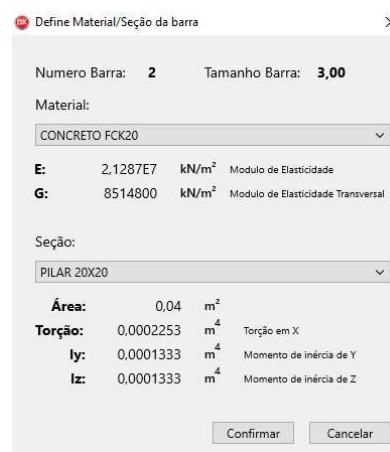 DX Define Material/Seção da barra
Numero Barra: 2 Tamanho Barra: 3,00
Material:
CONCRETO FCK20
E: 2,1287E7 kN/m² Modulo de Elasticidade
G: 8514800 kN/m² Modulo de Elasticidade Transversal
Seção:
PILAR 20X20
Área: 0,04 m²
Torção: 0,0002253 m⁴ Torção em X
Iy: 0,0001333 m⁴ Momento de inércia de Y
Iz: 0,0001333 m⁴ Momento de inércia de Z
Confirmar Cancelar